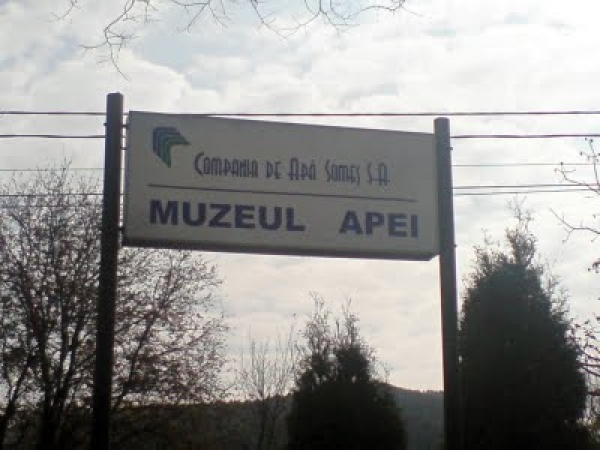 Compania de Apă Someş S.A.
MUZEUL APEI